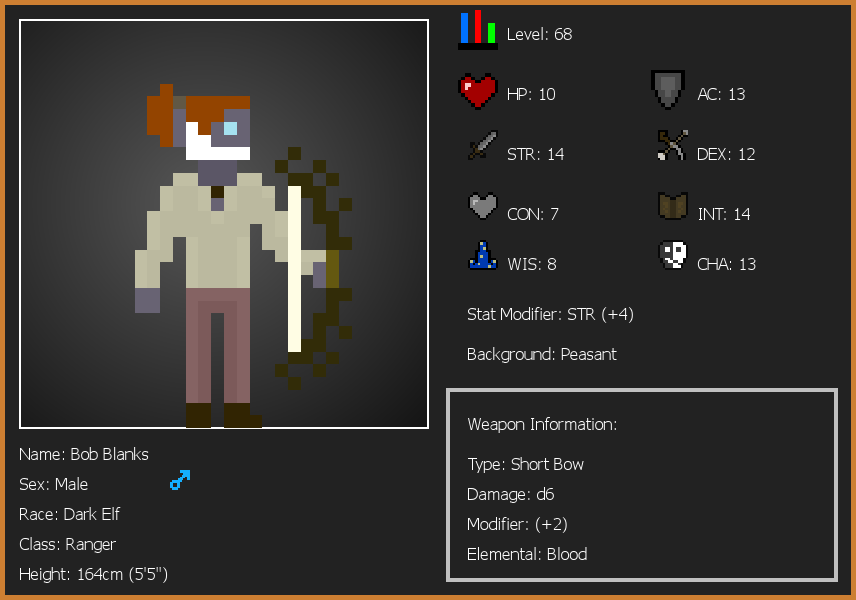 Level: 68
HP: 10
AC: 13
STR: 14
DEX: 12
CON: 7
INT: 14
WIS: 8
CHA: 13
Stat Modifier: STR (+4)
Background: Peasant
Weapon Information:
Type: Short Bow
Damage: d6
Modifier: (+2)
Elemental: Blood
Name: Bob Blanks
Sex: Male
Race: Dark Elf
Class: Ranger
Height: 164cm (5'5")